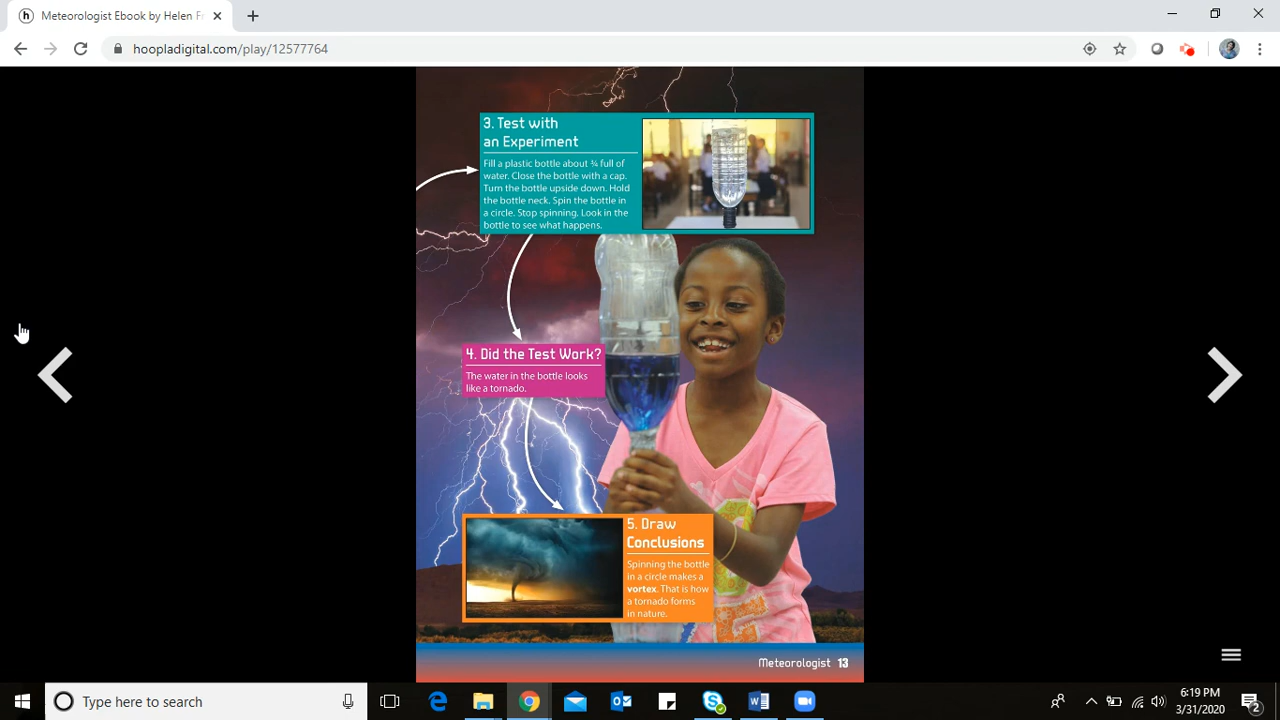 Meteorologist Ebook by Helen Fr
hoopladigital.com/play/12577764
3. Test with
an Experiment
Fill a plastic bottle about ¾ full of
water. Close the bottle with a cap.
Turn the bottle upside down. Hold
the bottle neck. Spin the bottle in
a circle. Stop spinning. Look in the
bottle to see what happens.
4. Did the Test Work?
The water in the bottle looks
like a tornado.
5. Draw
Conclusions
Spinning the bottle
in a circle makes a
vortex. That is how
a tornado forms
in nature.
Meteorologist 13
Type here to search
6:19 PM
3/31/2020
2